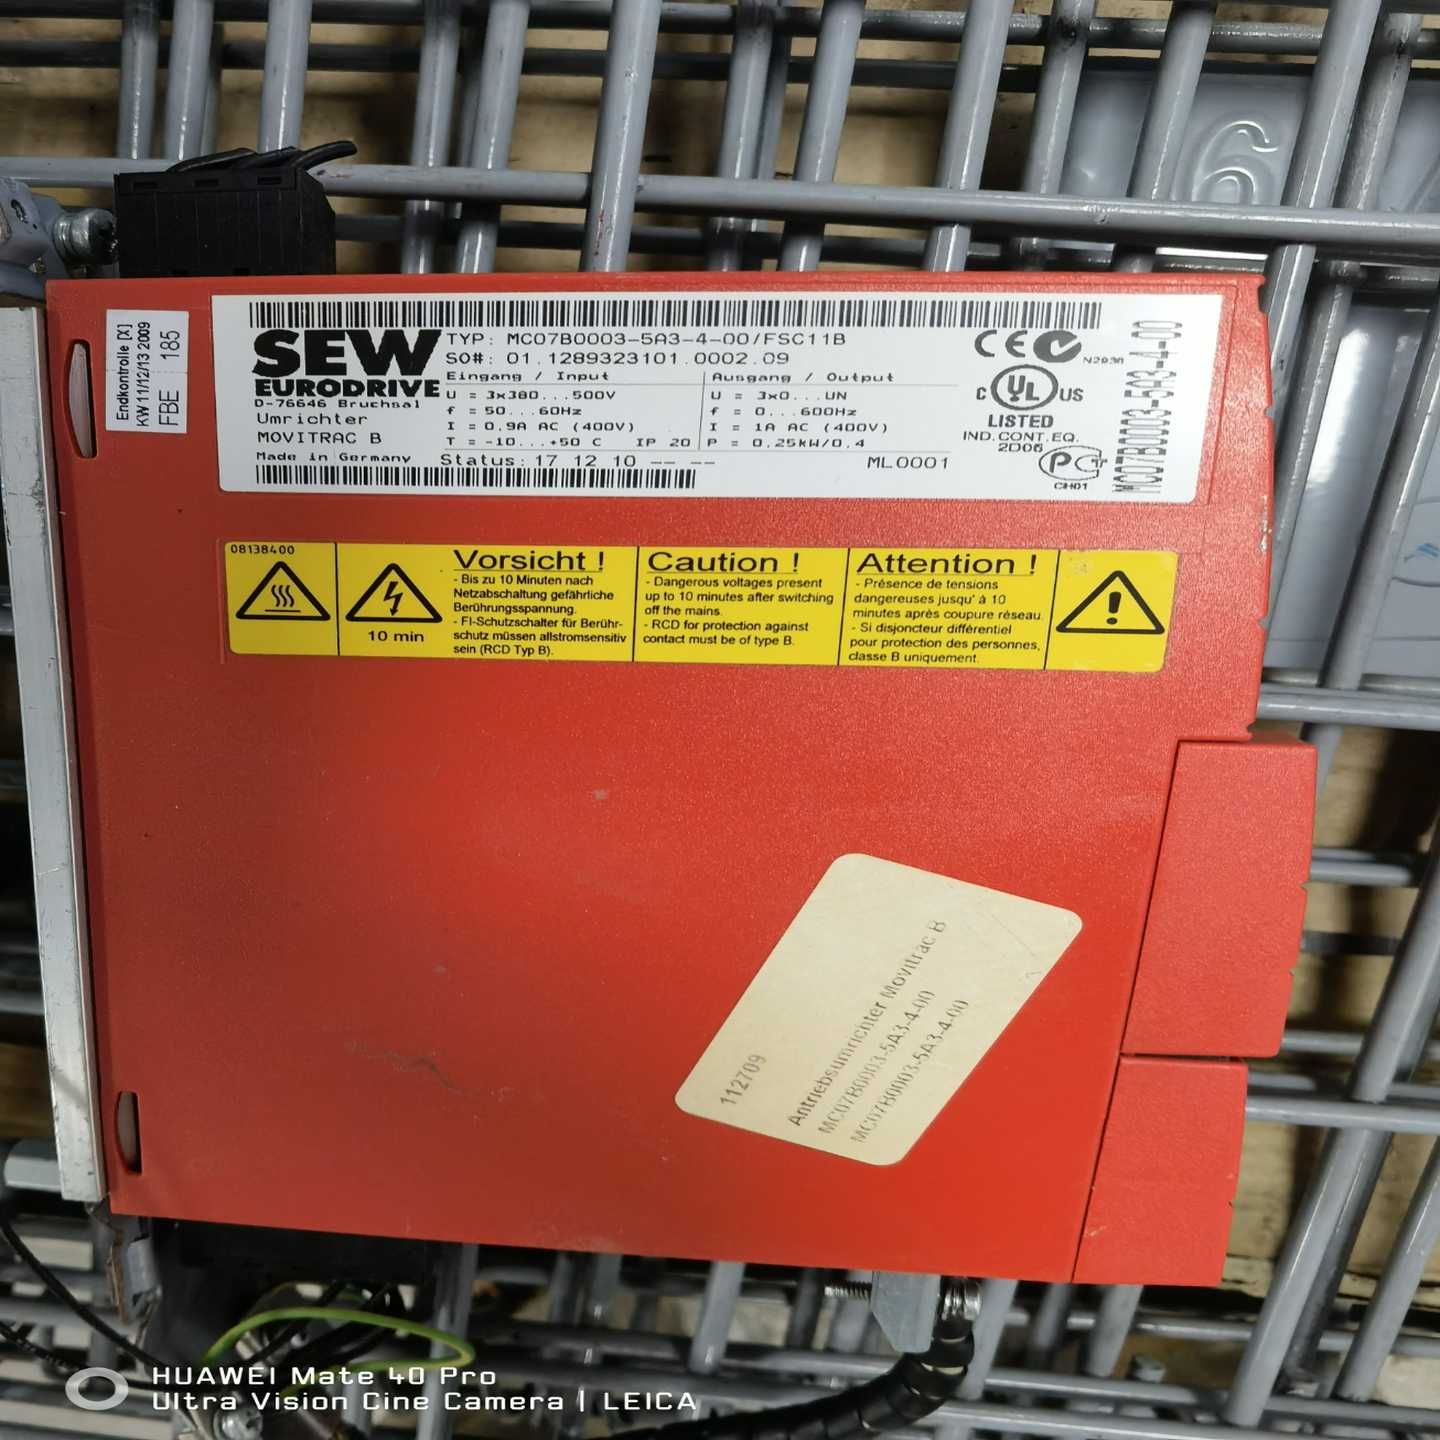 6
Endkontrolle [X]
KW 11/12/13 2009
FBE 185
SEW
EURODRIVE
D-76646 Bruchsal
Umrichter
MOVITRAC B
Made in Germany
TYP: MC07B0003-5A3-4-00/FSC11B
SO#: 01.1289323101.0002.09
Eingang / Input
U = 3x380...500V
f = 50...60Hz
I = 0.9A AC (400V)
T = -10...+50 C IP 20
Ausgang / Output
U = 3x0...UN
f = 0...600Hz
I = 1A AC (400V)
P = 0.25kW/0.4
Status: 17 12 10 -- --
ML0001
CE
N2936
C UL US
LISTED
IND.CONT.EQ.
2D06
MC07B0003-5A3-4-00
08138400
10 min
Vorsicht !
- Bis zu 10 Minuten nach
Netzabschaltung gefährliche
Berührungsspannung.
- FI-Schutzschalter für Berühr-
schutz müssen allstromsensitiv
sein (RCD Typ B).
Caution !
- Dangerous voltages present
up to 10 minutes after switching
off the mains.
- RCD for protection against
contact must be of type B.
Attention !
- Présence de tensions
dangereuses jusqu' à 10
minutes après coupure réseau.
- Si disjoncteur différentiel
pour protection des personnes,
classe B uniquement.
112709
Antriebsumrichter Movitrac B
MC07B0003-5A3-4-00
MC07B0003-5A3-4-00
HUAWEI Mate 40 Pro
Ultra Vision Cine Camera | LEICA